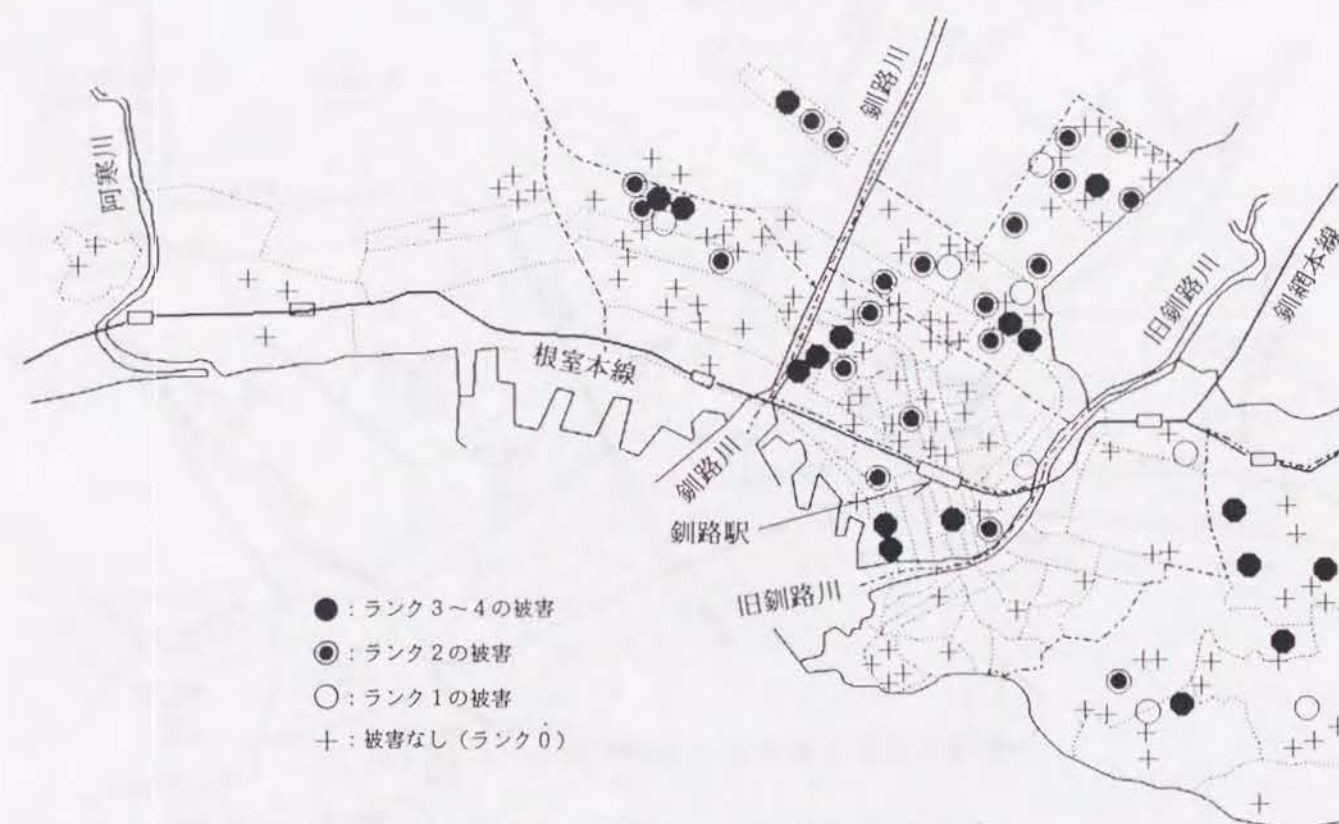 釧路川
阿寒川
旧釧路川
釧網本線
根室本線
釧路川
釧路駅
旧釧路川
●：ランク3～4の被害
◉：ランク2の被害
○：ランク1の被害
＋：被害なし（ランク0）